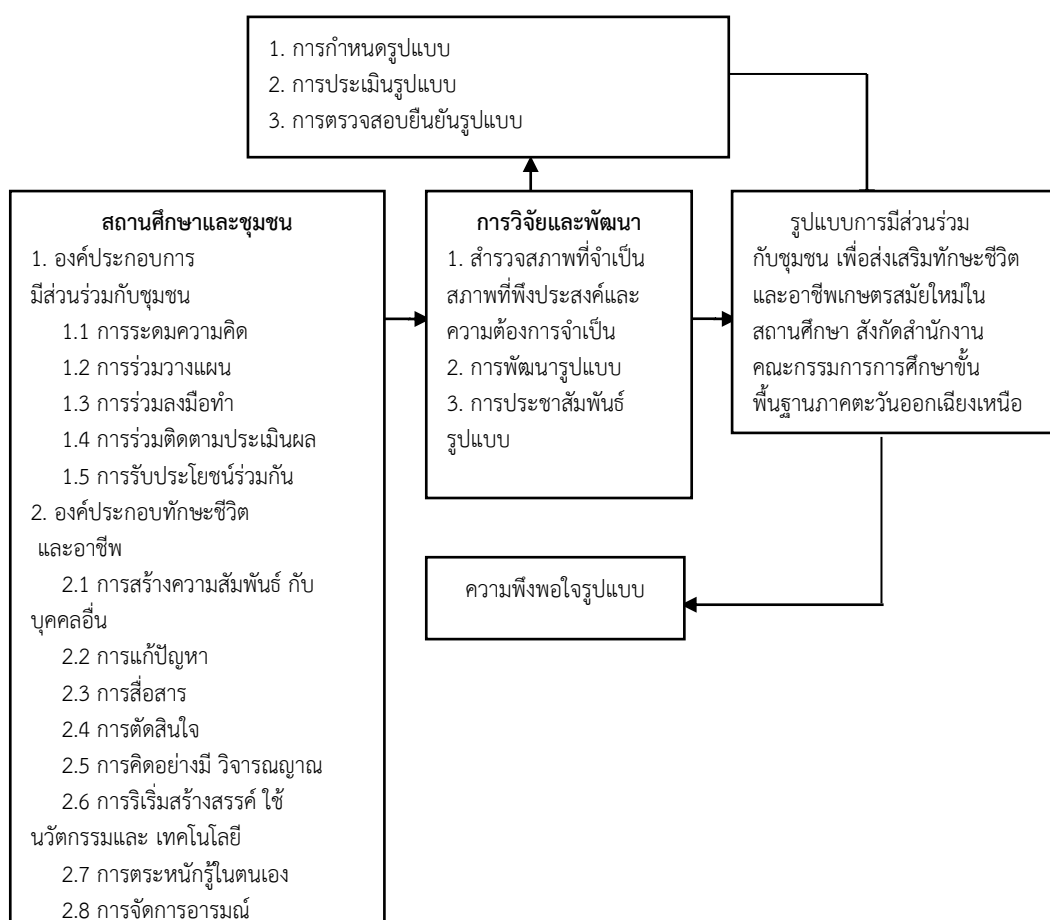 1. การกำหนดรูปแบบ
2. การประเมินรูปแบบ
3. การตรวจสอบยืนยันรูปแบบ
สถานศึกษาและชุมชน
1. องค์ประกอบการ
มีส่วนร่วมกับชุมชน
1.1 การระดมความคิด
1.2 การร่วมวางแผน
1.3 การร่วมลงมือทำ
1.4 การร่วมติดตามประเมินผล
1.5 การรับประโยชน์ร่วมกัน
2. องค์ประกอบทักษะชีวิต
และอาชีพ
2.1 การสร้างความสัมพันธ์ กับ
บุคคลอื่น
2.2 การแก้ปัญหา
2.3 การสื่อสาร
2.4 การตัดสินใจ
2.5 การคิดอย่างมี วิจารณญาณ
2.6 การริเริ่มสร้างสรรค์ ใช้
นวัตกรรมและ เทคโนโลยี
2.7 การตระหนักรู้ในตนเอง
2.8 การจัดการอารมณ์
การวิจัยและพัฒนา
1. สำรวจสภาพที่จำเป็น
สภาพที่พึงประสงค์และ
ความต้องการจำเป็น
2. การพัฒนารูปแบบ
3. การประชาสัมพันธ์
รูปแบบ
รูปแบบการมีส่วนร่วม
กับชุมชน เพื่อส่งเสริมทักษะชีวิต
และอาชีพเกษตรสมัยใหม่ใน
สถานศึกษา สังกัดสำนักงาน
คณะกรรมการการศึกษาขั้น
พื้นฐานภาคตะวันออกเฉียงเหนือ
ความพึงพอใจรูปแบบ